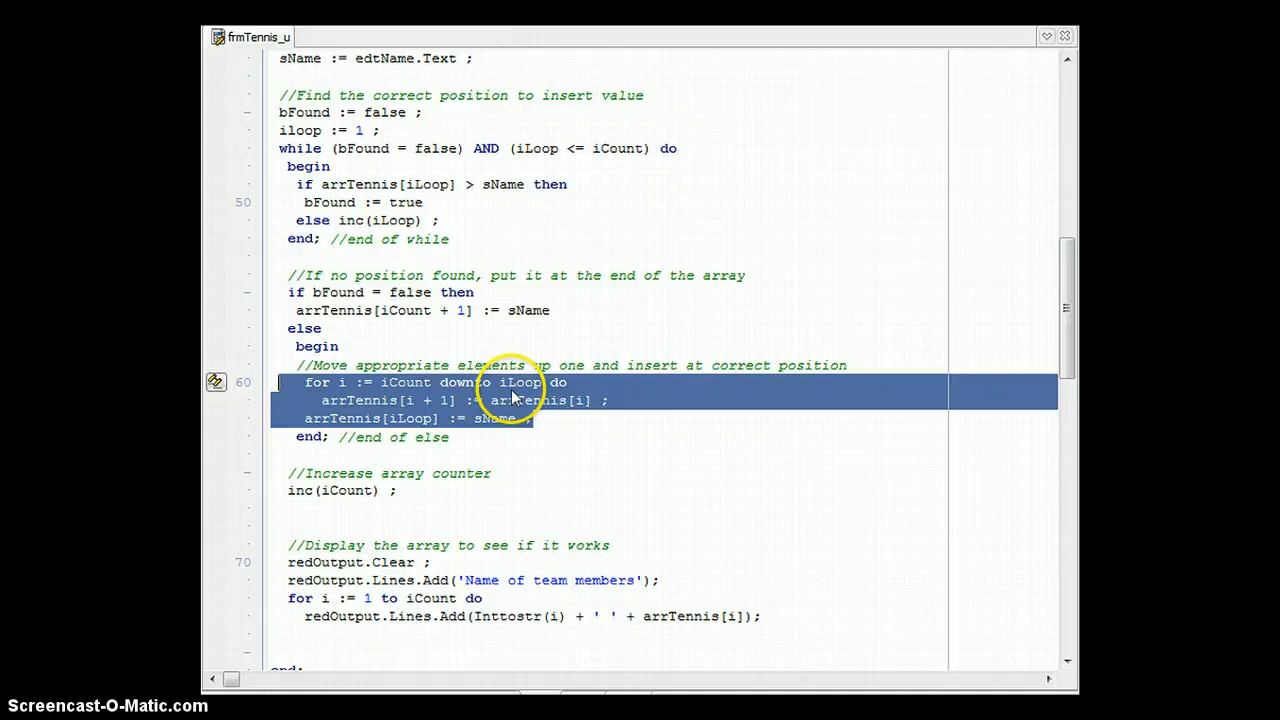 frmTennis_u
sName := edtName.Text ;
//Find the correct position to insert value
bFound := false ;
iloop := 1 ;
while (bFound = false) AND (iLoop <= iCount) do
begin
if arrTennis[iLoop] > sName then
50 bFound := true
else inc(iLoop) ;
end; //end of while
//If no position found, put it at the end of the array
if bFound = false then
arrTennis[iCount + 1] := sName
else
begin
//Move appropriate elements up one and insert at correct position
60 for i := iCount downto iLoop do
arrTennis[i + 1] := arrTennis[i] ;
arrTennis[iLoop] := sName ;
end; //end of else
//Increase array counter
inc(iCount) ;
//Display the array to see if it works
70 redOutput.Clear ;
redOutput.Lines.Add('Name of team members');
for i := 1 to iCount do
redOutput.Lines.Add(Inttostr(i) + ' ' + arrTennis[i]);
end;
Screencast-O-Matic.com